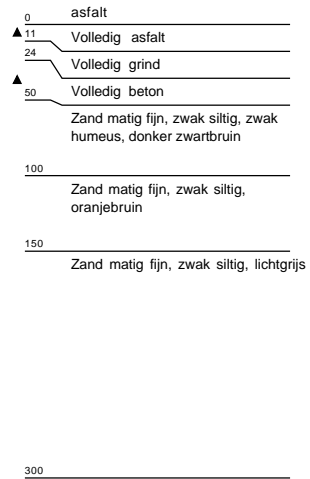 asfalt
0
11 Volledig asfalt
24
Volledig grind
50 Volledig beton
Zand matig fijn, zwak siltig, zwak
humeus, donker zwartbruin
100
Zand matig fijn, zwak siltig,
oranjebruin
150
Zand matig fijn, zwak siltig, lichtgrijs
300